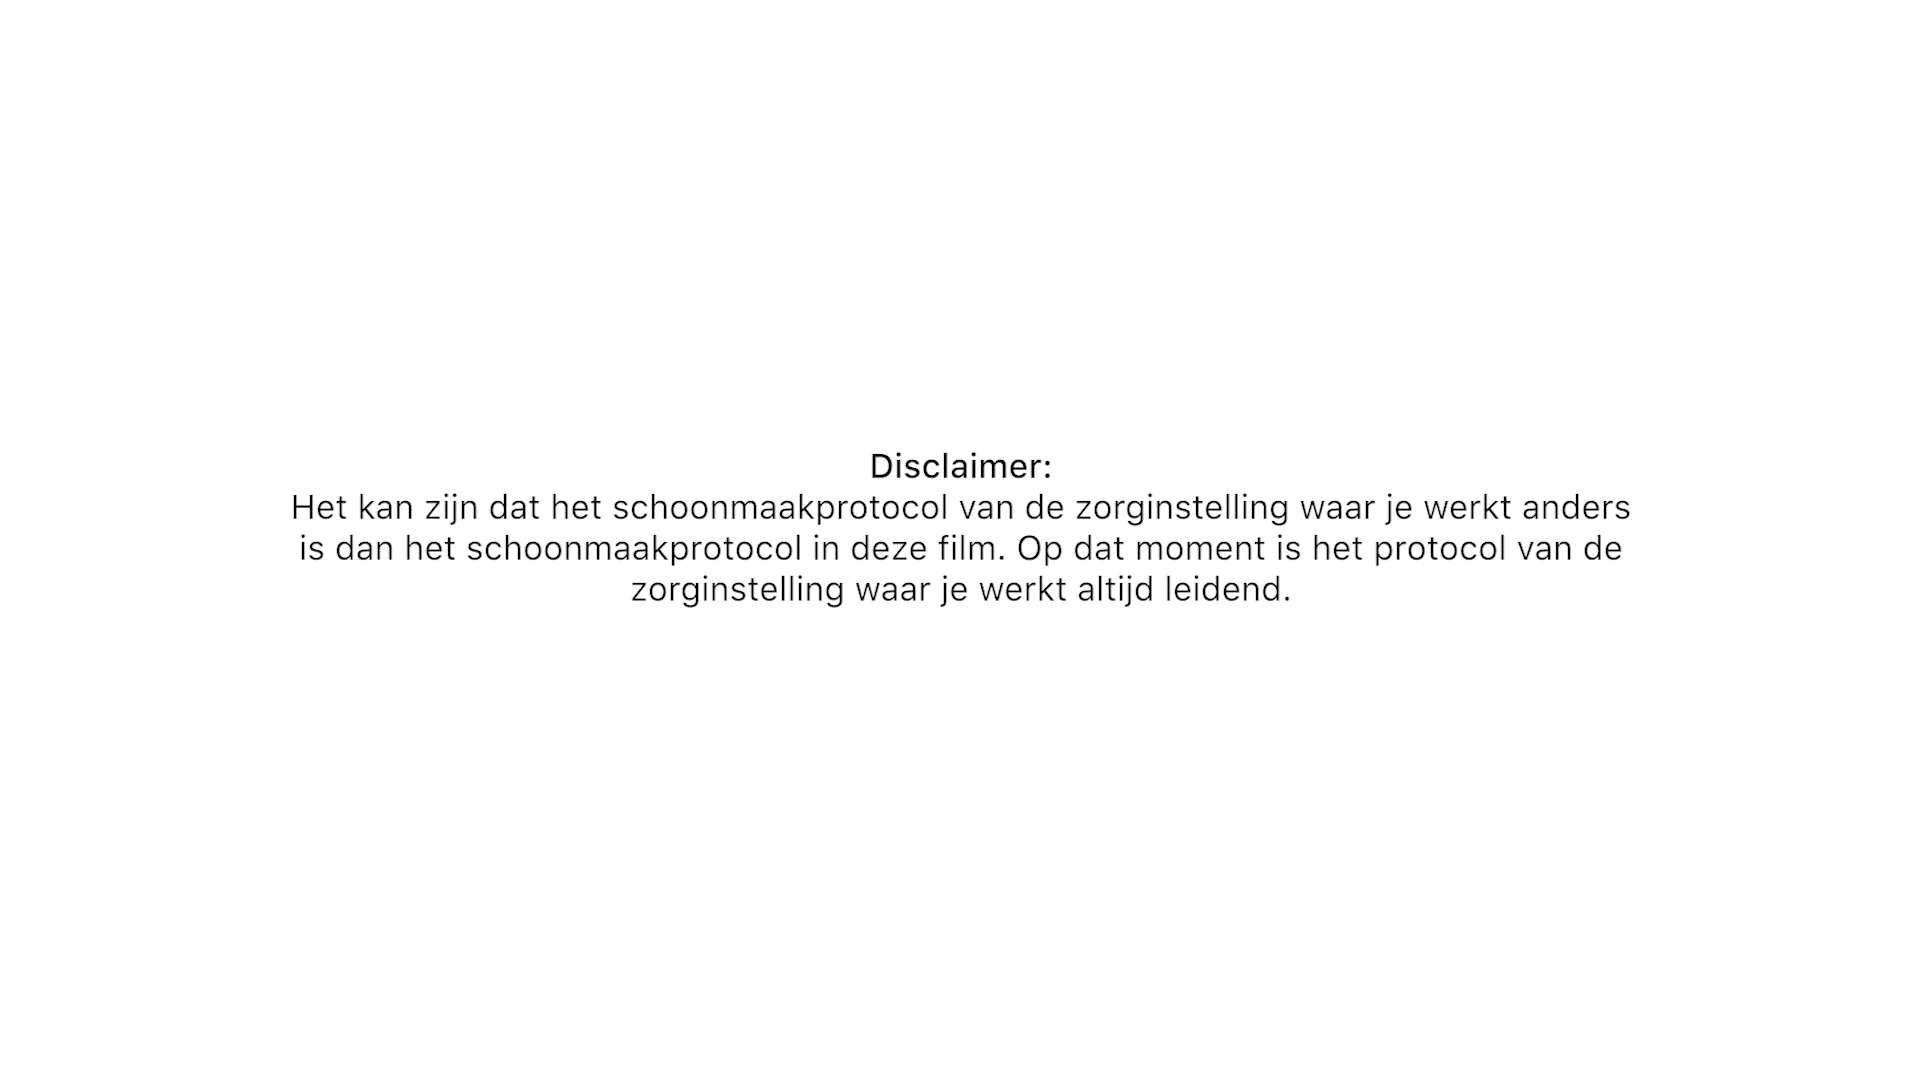 Disclaimer:
Het kan zijn dat het schoonmaakprotocol van de zorginstelling waar je werkt anders
is dan het schoonmaakprotocol in deze film. Op dat moment is het protocol van de
zorginstelling waar je werkt altijd leidend.